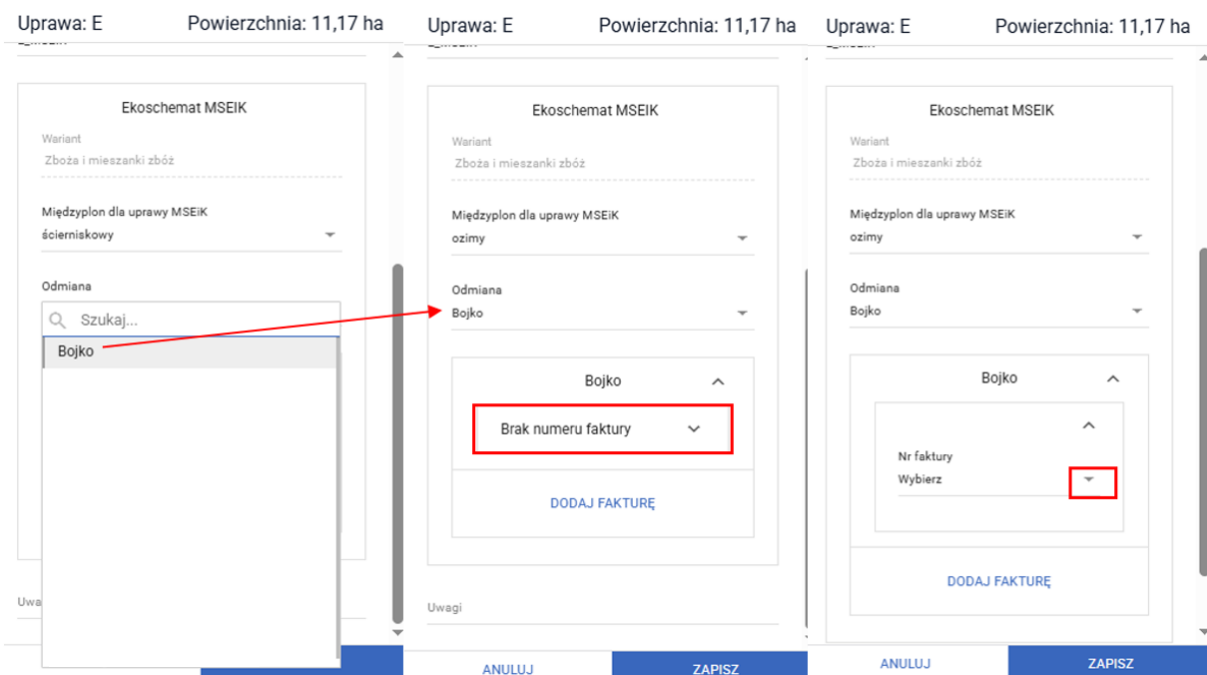 Uprawa: E Powierzchnia: 11,17 ha
Ekoschemat MSEIK
Wariant
Zboża i mieszanki zbóż
Międzyplon dla uprawy MSEiK
ścierniskowy
Odmiana
Szukaj...
Bojko
Uwa
Uprawa: E Powierzchnia: 11,17 ha
Ekoschemat MSEIK
Wariant
Zboża i mieszanki zbóż
Międzyplon dla uprawy MSEiK
ozimy
Odmiana
Bojko
Bojko
Brak numeru faktury
DODAJ FAKTURĘ
Uwagi
ANULUJ ZAPISZ
Uprawa: E Powierzchnia: 11,17 ha
Ekoschemat MSEIK
Wariant
Zboża i mieszanki zbóż
Międzyplon dla uprawy MSEiK
ozimy
Odmiana
Bojko
Bojko
Nr faktury
Wybierz
DODAJ FAKTURĘ
ANULUJ ZAPISZ